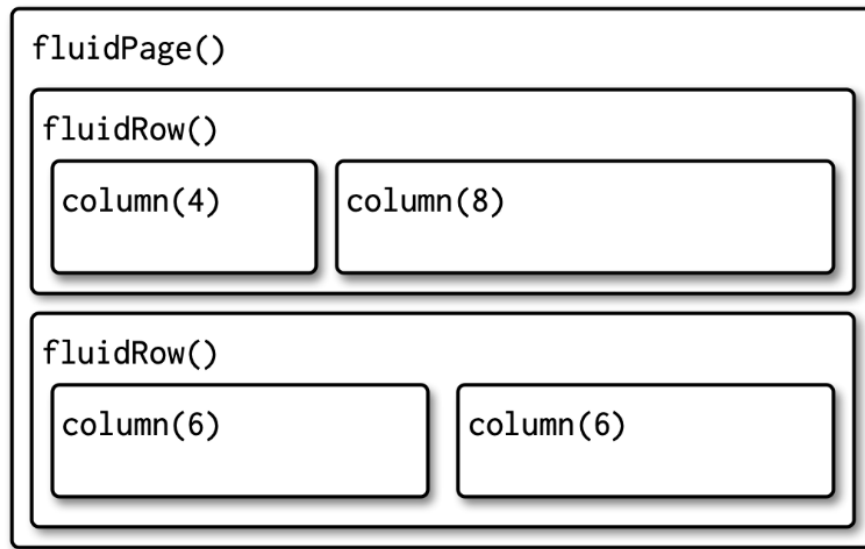 fluidPage()
fluidRow()
column(4) column(8)
fluidRow()
column(6) column(6)